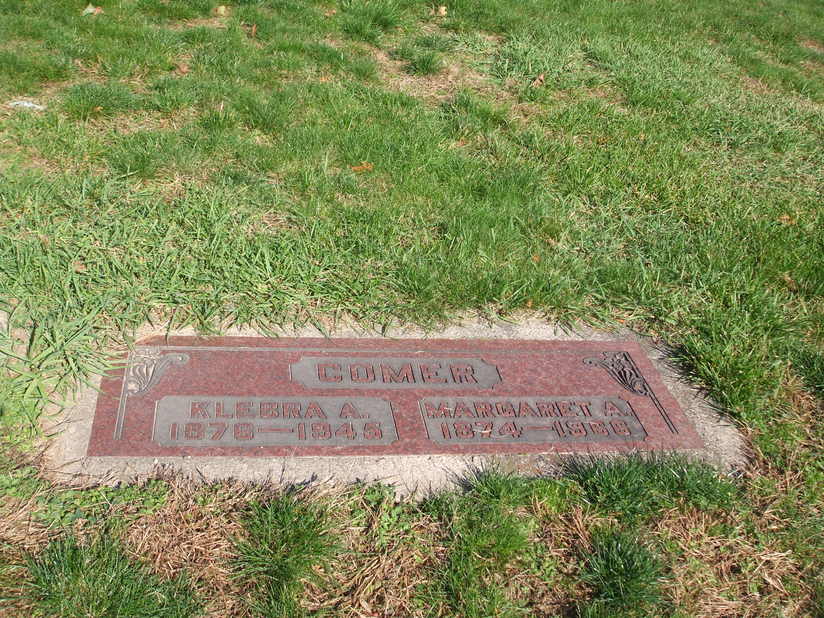 COMER
KLEBRA A.
MARGARET A.
1874